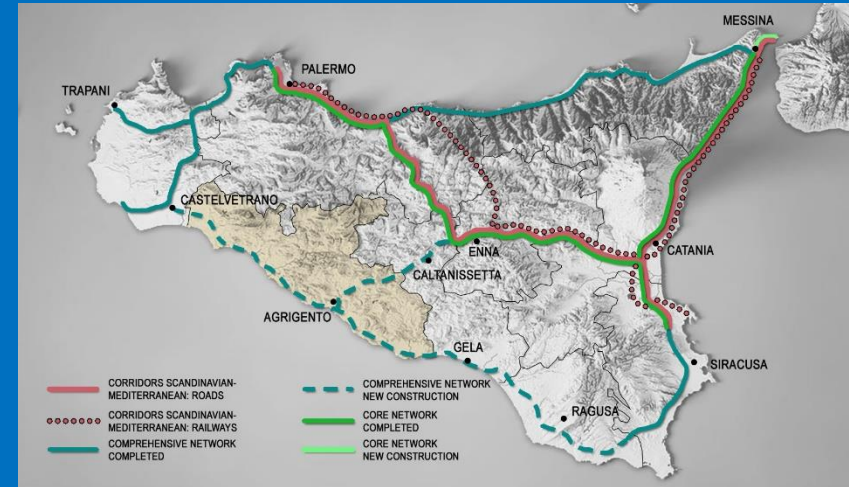 MESSINA
PALERMO
TRAPANI
CASTELVETRANO
CATANIA
ENNA
CALTANISSETTA
AGRIGENTO
GELA
SIRACUSA
RAGUSA
CORRIDORS SCANDINAVIAN-
MEDITERRANEAN: ROADS
CORRIDORS SCANDINAVIAN-
MEDITERRANEAN: RAILWAYS
COMPREHENSIVE NETWORK
COMPLETED
COMPREHENSIVE NETWORK
NEW CONSTRUCTION
CORE NETWORK
COMPLETED
CORE NETWORK
NEW CONSTRUCTION